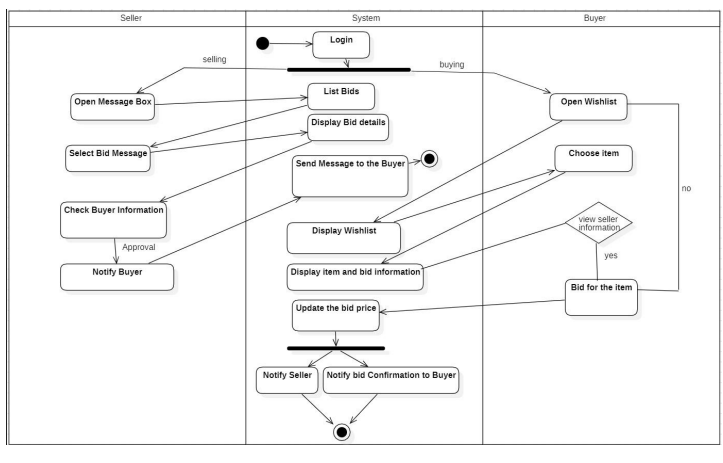 Seller
System
Buyer
Login
selling
buying
Open Message Box
List Bids
Open Wishlist
Display Bid details
Select Bid Message
Send Message to the Buyer
Choose item
no
Check Buyer Information
view seller
information
Display Wishlist
Approval
yes
Notify Buyer
Display item and bid information
Bid for the item
Update the bid price
Notify Seller
Notify bid Confirmation to Buyer